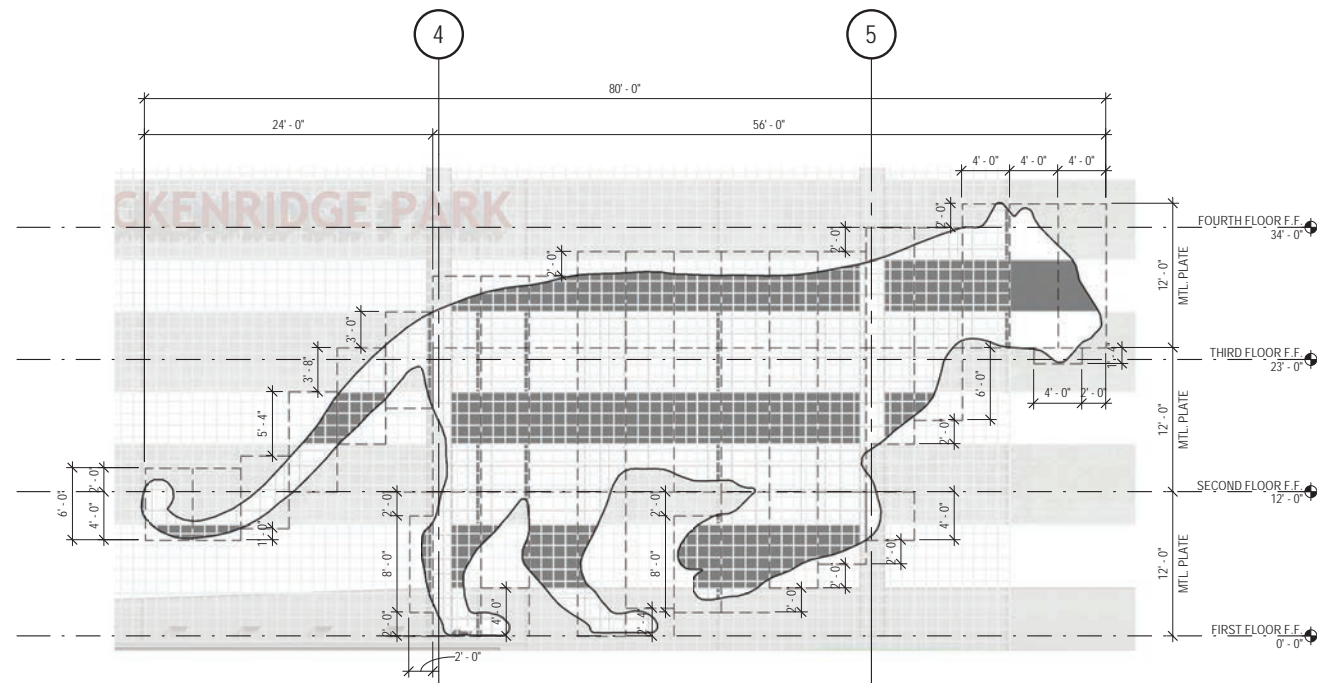 4
5
80' - 0"
24' - 0"
56' - 0"
4' - 0"
4' - 0"
4' - 0"
CKENRIDGE PARK
2' - 0"
2' - 0"
2' - 0"
FOURTH FLOOR F.F.
34' - 0"
12' - 0"
MTL. PLATE
3' - 0"
3' - 8"
THIRD FLOOR F.F.
23' - 0"
6' - 0"
4' - 0"
2' - 0"
5' - 4"
2' - 0"
12' - 0"
MTL. PLATE
6' - 0"
2' - 0"
4' - 0"
1' - 0"
SECOND FLOOR F.F.
12' - 0"
2' - 0"
2' - 0"
4' - 0"
8' - 0"
8' - 0"
2' - 0"
2' - 0"
2' - 0"
12' - 0"
MTL. PLATE
2' - 0"
4' - 0"
2' - 4"
FIRST FLOOR F.F.
0' - 0"
2' - 0"